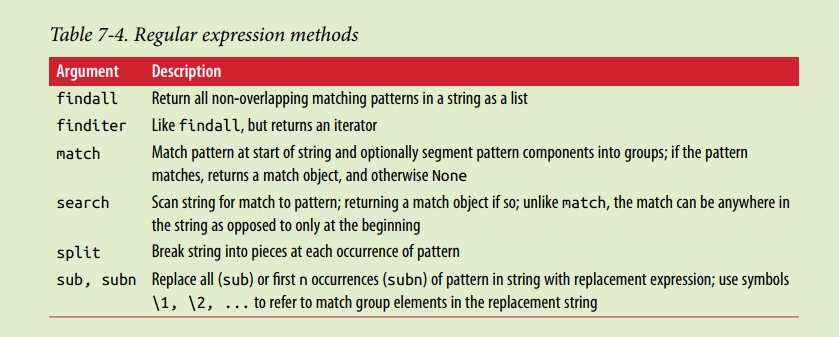 Table 7-4. Regular expression methods
Argument Description
findall Return all non-overlapping matching patterns in a string as a list
finditer Like findall, but returns an iterator
match Match pattern at start of string and optionally segment pattern components into groups; if the pattern
matches, returns a match object, and otherwise None
search Scan string for match to pattern; returning a match object if so; unlike match, the match can be anywhere in
the string as opposed to only at the beginning
split Break string into pieces at each occurrence of pattern
sub, subn Replace all (sub) or first n occurrences (subn) of pattern in string with replacement expression; use symbols
\1, \2, ... to refer to match group elements in the replacement string